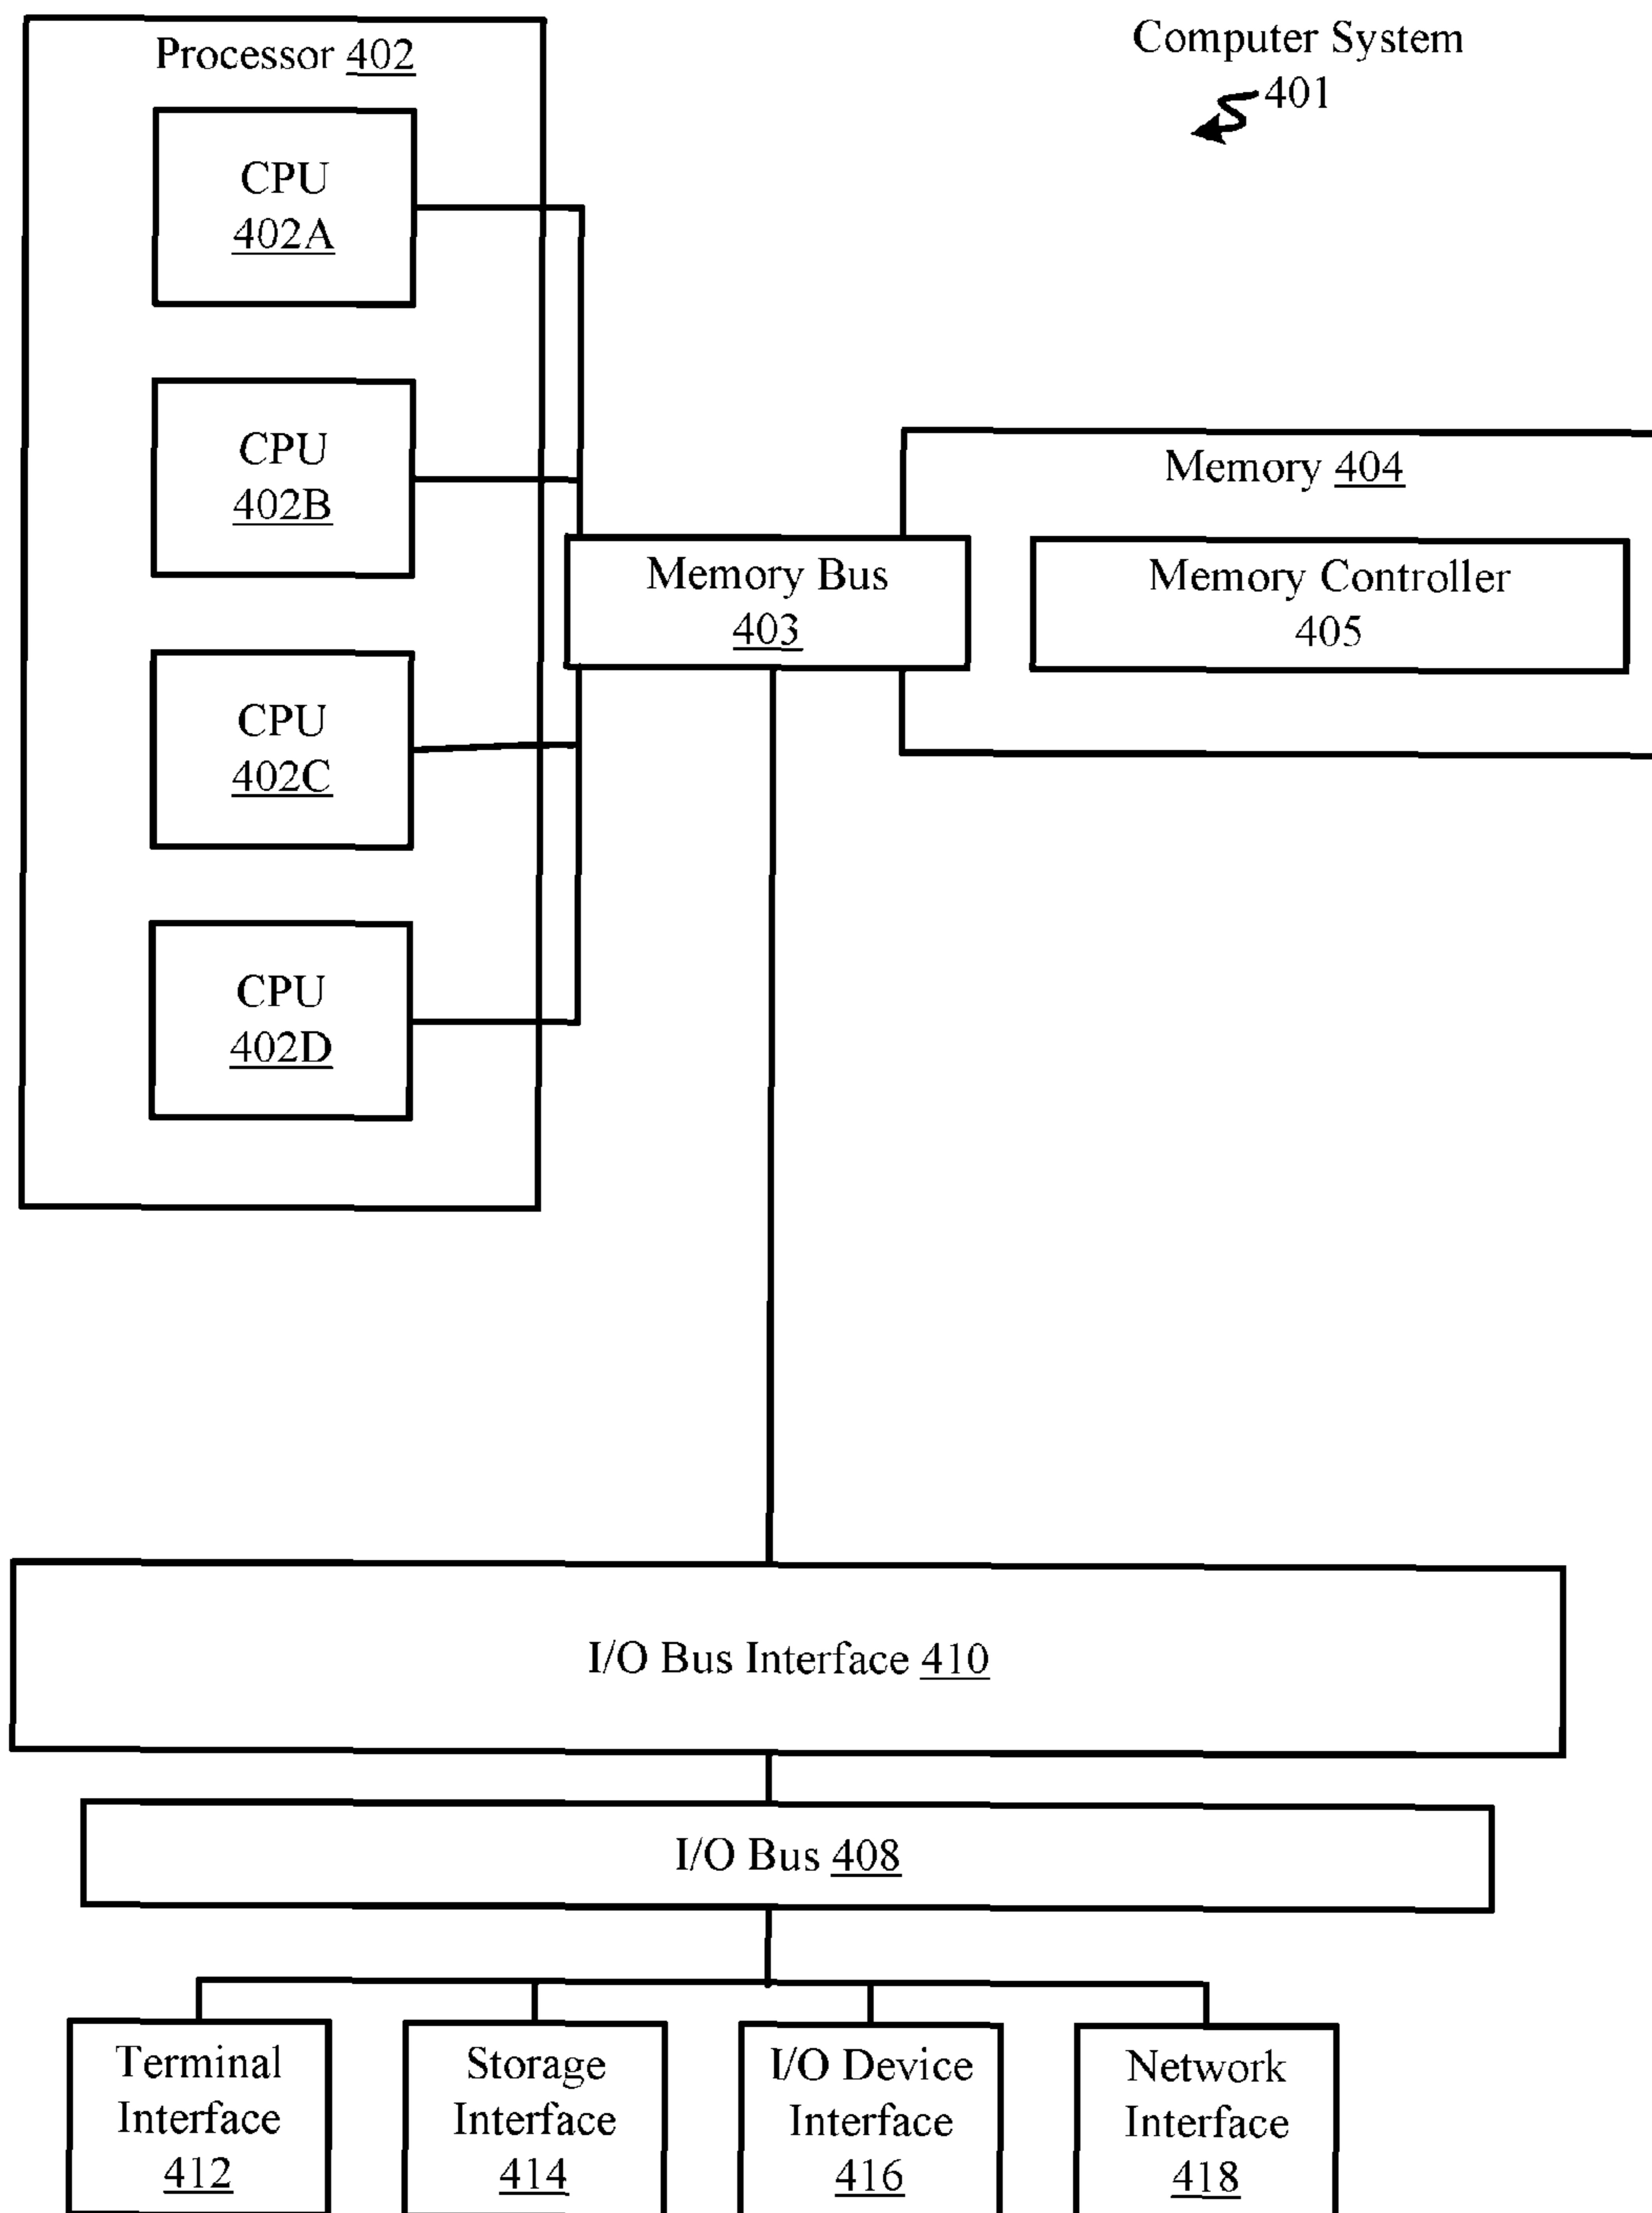 Processor 402
Computer System
401
CPU
402A
CPU
402B
Memory 404
Memory Bus
403
Memory Controller
405
CPU
402C
CPU
402D
I/O Bus Interface 410
I/O Bus 408
Terminal
Interface
412
Storage
Interface
414
I/O Device
Interface
416
Network
Interface
418